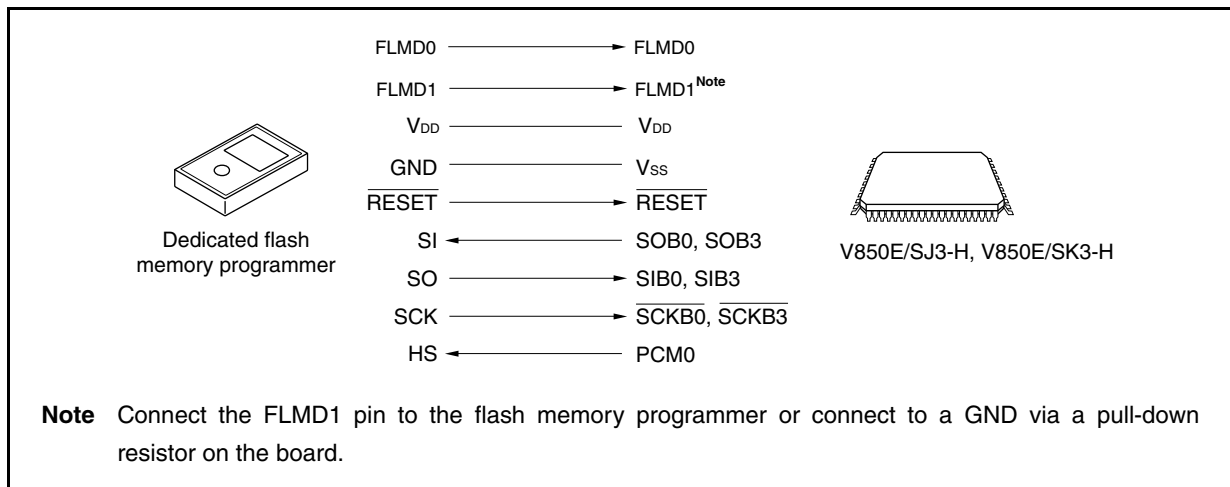 FLMD0 FLMD0
FLMD1 FLMD1Note
VDD VDD
GND VSS
RESET RESET
SI SOB0, SOB3
SO SIB0, SIB3
SCK SCKB0, SCKB3
HS PCM0
Dedicated flash
memory programmer
V850E/SJ3-H, V850E/SK3-H
Note Connect the FLMD1 pin to the flash memory programmer or connect to a GND via a pull-down
resistor on the board.